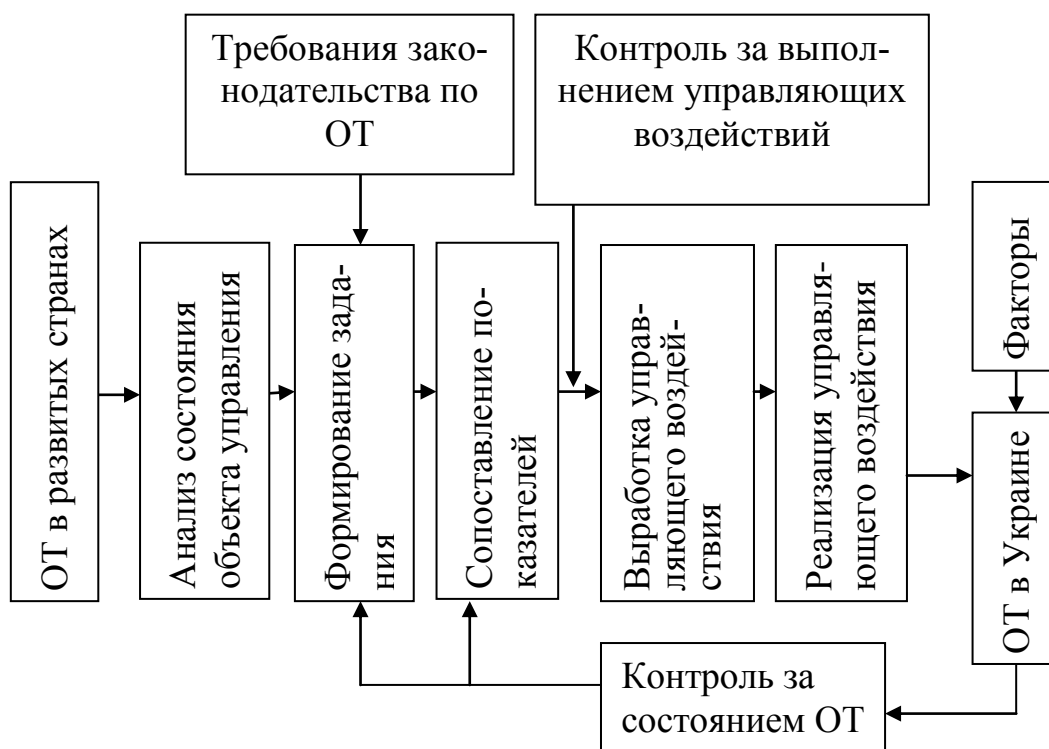 Требования зако-
нодательства по
ОТ
Контроль за выпол-
нением управляющих
воздействий
ОТ в развитых странах
Анализ состояния
объекта управления
Формирование зада-
ния
Сопоставление по-
казателей
Выработка управ-
ляющего воздей-
ствия
Реализация управля-
ющего воздействия
Факторы
ОТ в Украине
Контроль за
состоянием ОТ